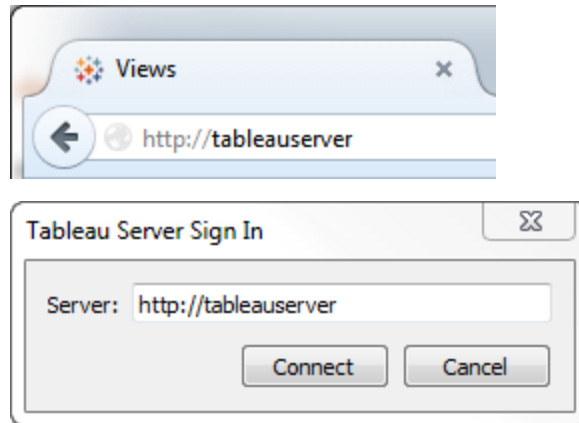 Views
http://tableauserver
Tableau Server Sign In
Server: http://tableauserver
Connect Cancel